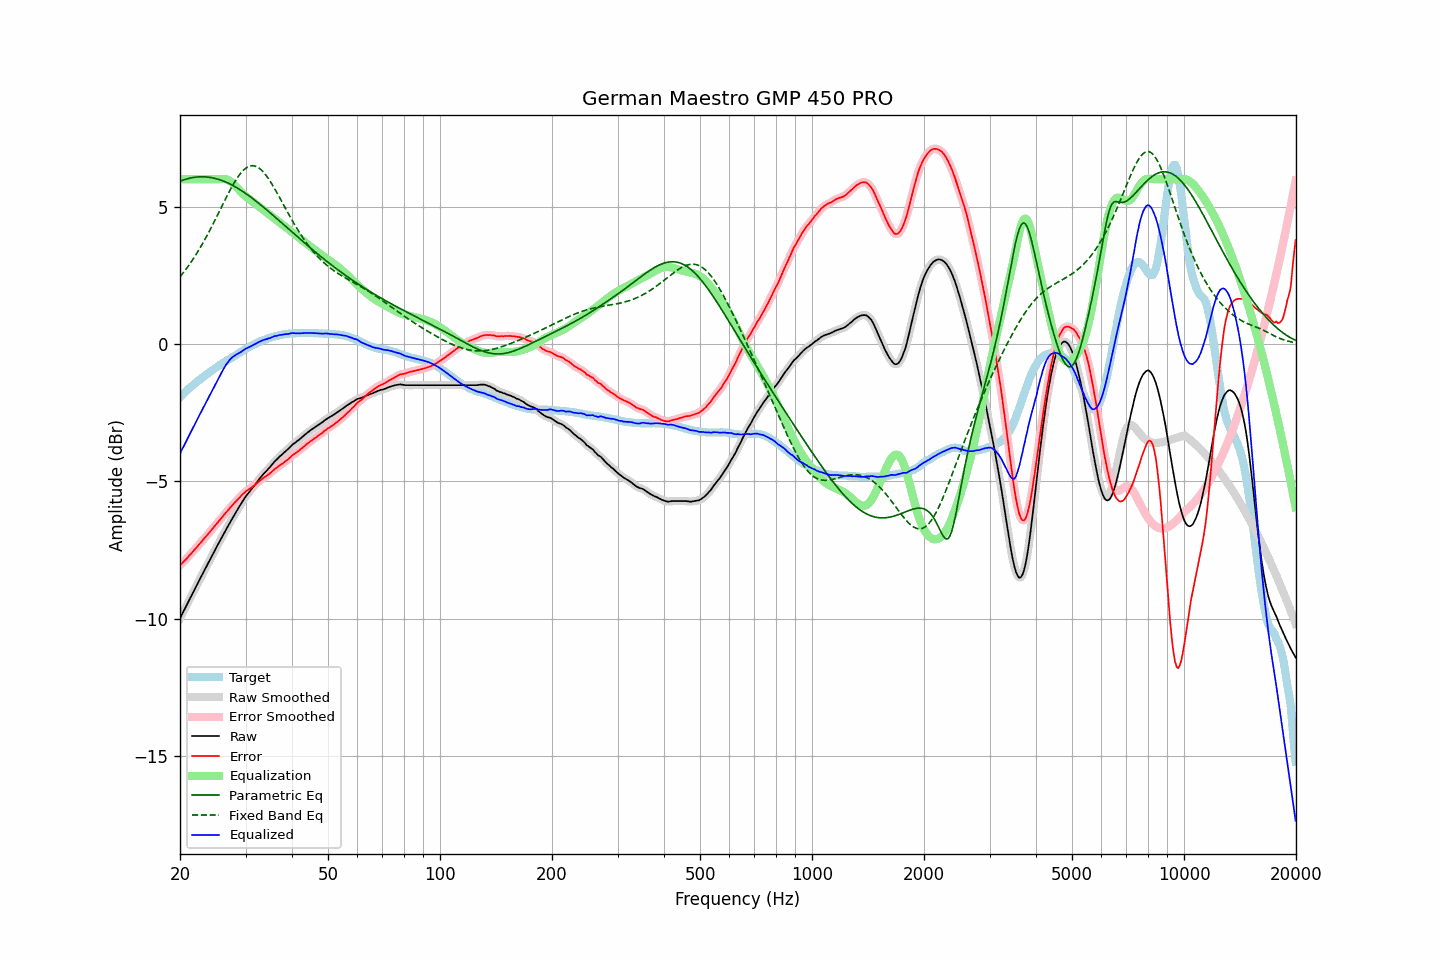 German Maestro GMP 450 PRO
Amplitude (dBr)
5
0
−5
−10
−15
Target
Raw Smoothed
Error Smoothed
Raw
Error
Equalization
Parametric Eq
Fixed Band Eq
Equalized
20 50 100 200 500 1000 2000 5000 10000 20000
Frequency (Hz)